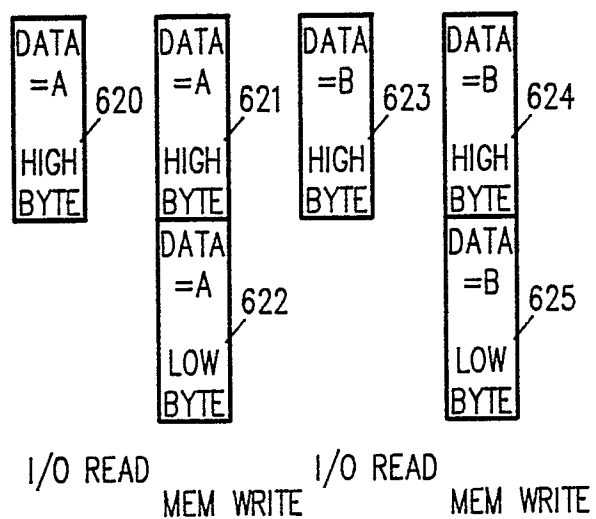 DATA
=A
HIGH
BYTE
620
DATA
=A
HIGH
BYTE
621
DATA
=A
LOW
BYTE
622
DATA
=B
HIGH
BYTE
623
DATA
=B
HIGH
BYTE
624
DATA
=B
LOW
BYTE
625
I/O READ
MEM WRITE
I/O READ
MEM WRITE